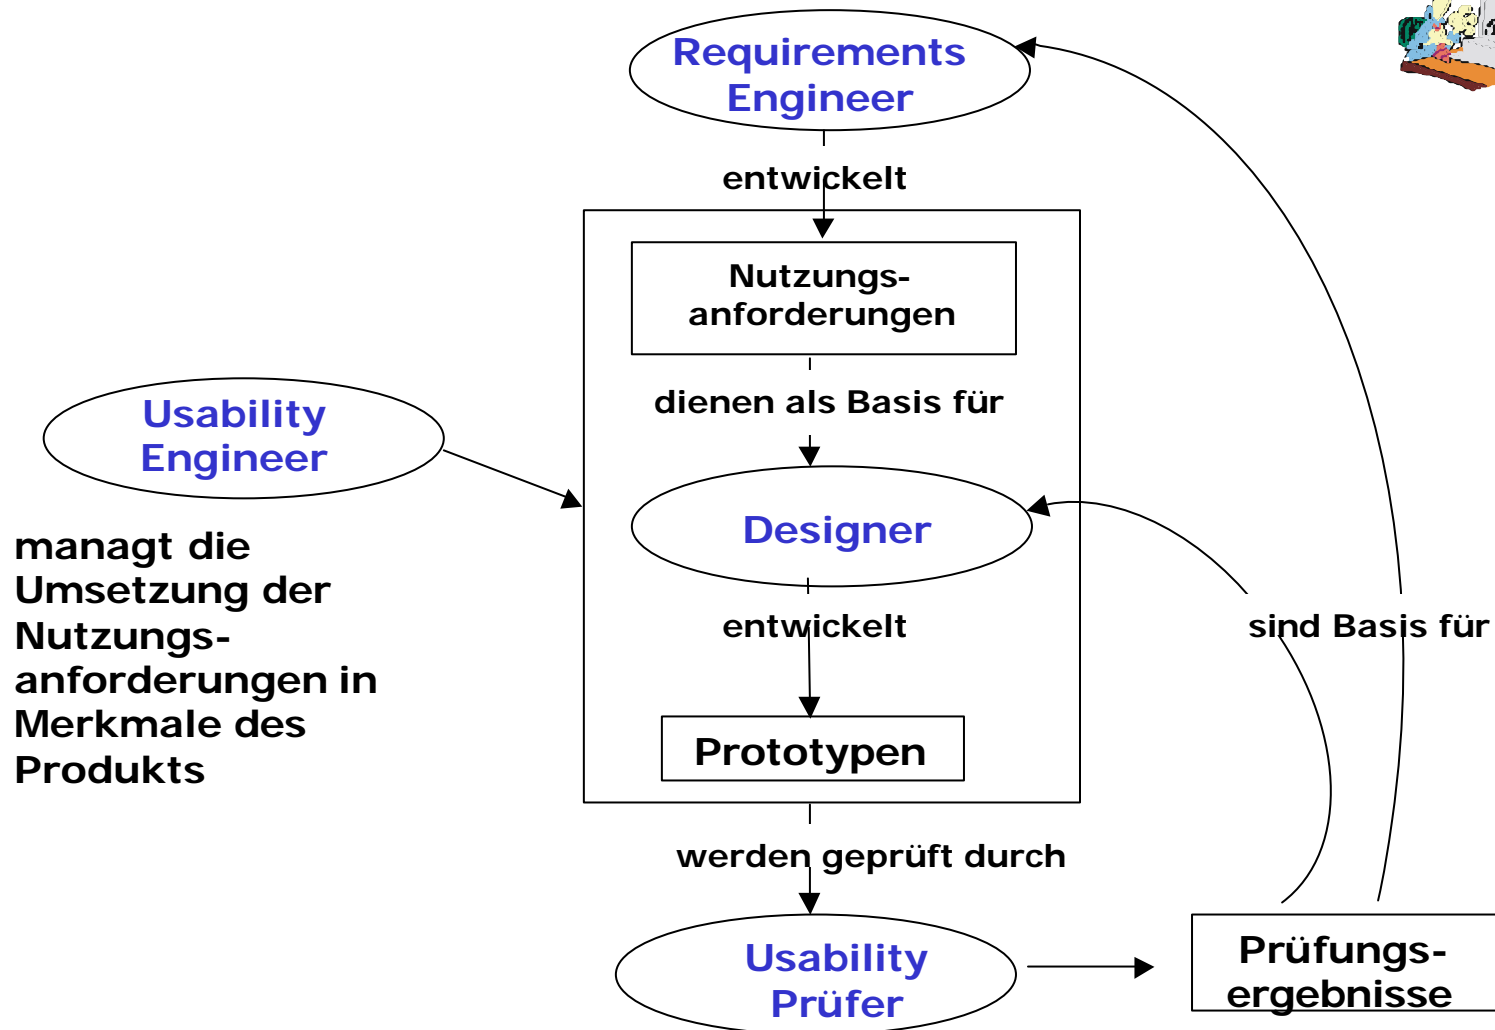 Requirements
Engineer
entwickelt
Nutzungs-
anforderungen
dienen als Basis für
Usability
Engineer
managt die
Umsetzung der
Nutzungs-
anforderungen in
Merkmale des
Produkts
Designer
entwickelt
sind Basis für
Prototypen
werden geprüft durch
Usability
Prüfer
Prüfungs-
ergebnisse